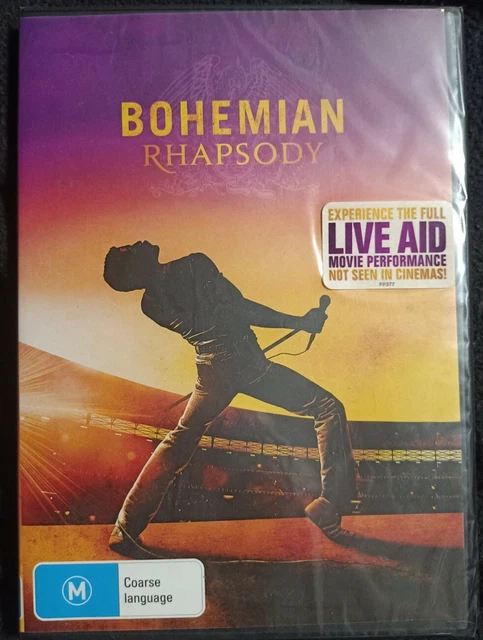 BOHEMIAN
RHAPSODY
EXPERIENCE THE FULL
LIVE AID
MOVIE PERFORMANCE
NOT SEEN IN CINEMAS!
M
Coarse
language